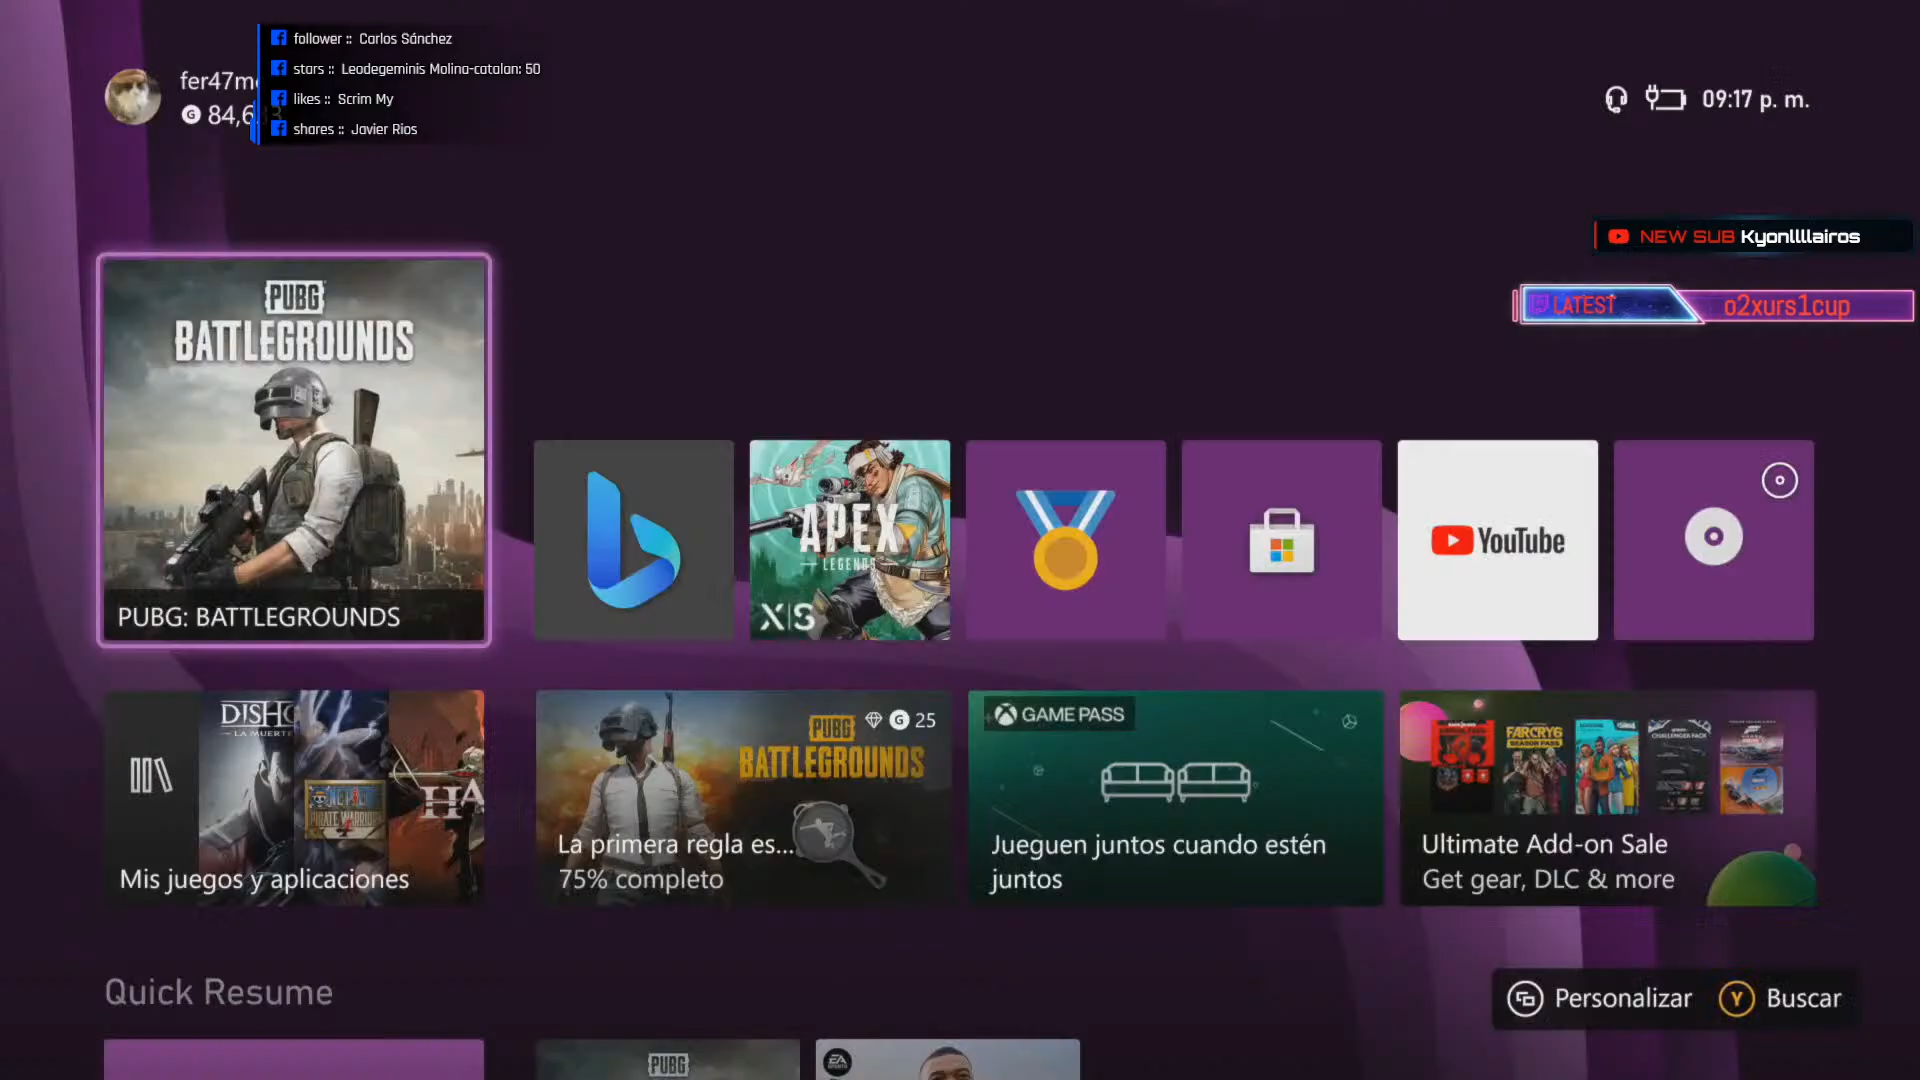 follower :: Carlos Sánchez
stars :: Leodegeminis Molina-catalan: 50
likes :: Scrim My
shares :: Javier Rios
09:17 p. m.
NEW SUB KyonIIIIairos
LATEST o2xurs1cup
PUBG
BATTLEGROUNDS
PUBG: BATTLEGROUNDS
APEX
LEGENDS
X|S
YouTube
Mis juegos y aplicaciones
PUBG
BATTLEGROUNDS
G 25
La primera regla es...
75% completo
GAME PASS
Jueguen juntos cuando estén
juntos
FARCRY6
SEASON PASS
Ultimate Add-on Sale
Get gear, DLC & more
Quick Resume
Personalizar
Y Buscar
PUBG